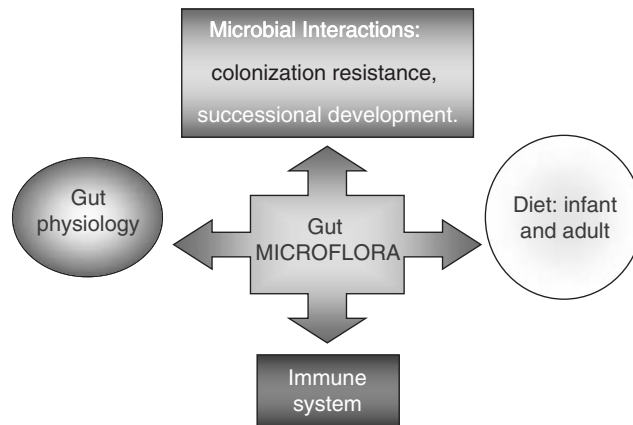 Microbial Interactions:
colonization resistance,
successional development.
Gut
physiology
Gut
MICROFLORA
Diet: infant
and adult
Immune
system